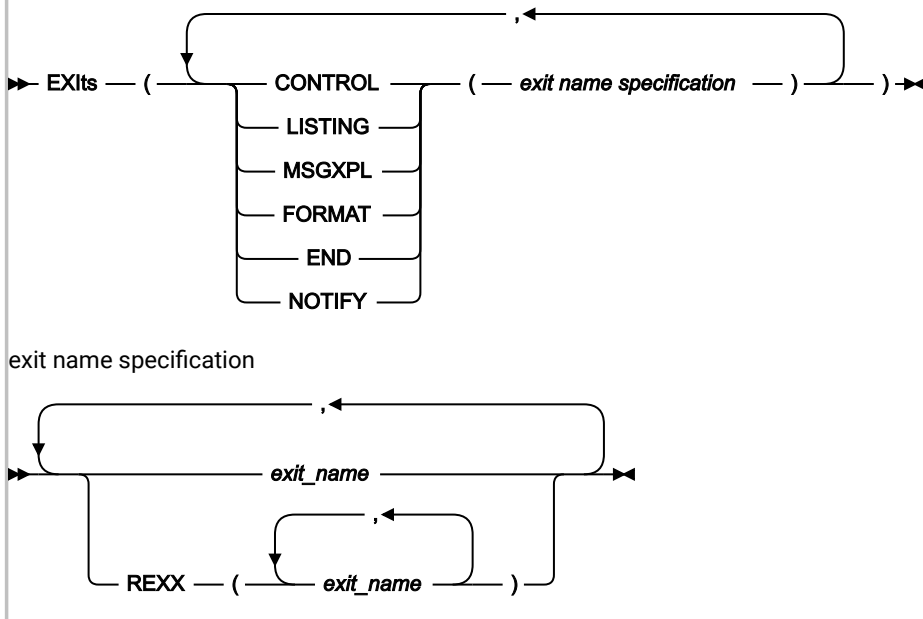 ,
EXIts ( CONTROL ( exit name specification ) )
LISTING
MSGXPL
FORMAT
END
NOTIFY
exit name specification
,
exit_name
,
REXX ( exit_name )